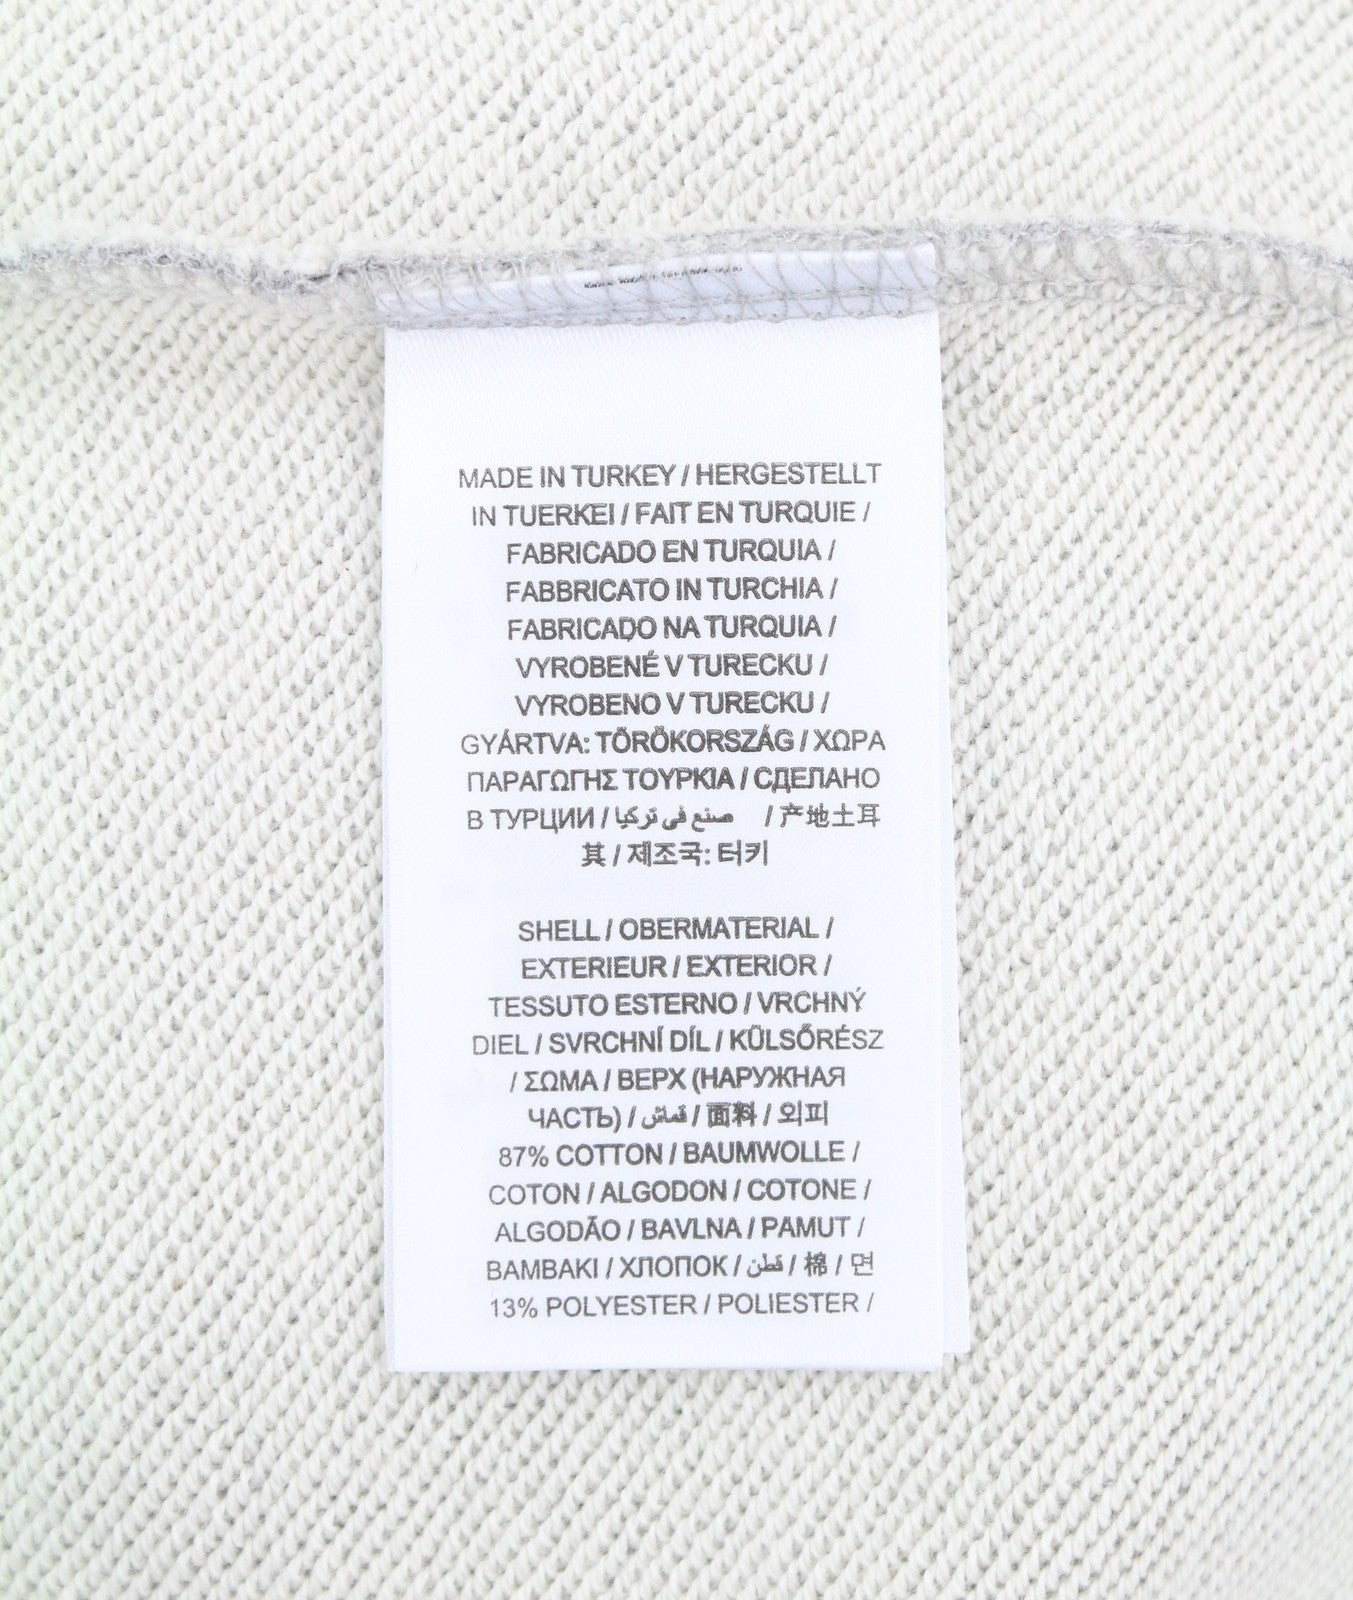 MADE IN TURKEY / HERGESTELLT
IN TUERKEI / FAIT EN TURQUIE /
FABRICADO EN TURQUIA /
FABBRICATO IN TURCHIA /
FABRICADO NA TURQUIA /
VYROBENÉ V TURECKU /
VYROBENO V TURECKU /
GYÁRTVA: TÖRÖKORSZÁG / ΧΩΡΑ
ΠΑΡΑΓΩΓΗΣ ΤΟΥΡΚΙΑ / СДЕЛАНО
В ТУРЦИИ / صنع في تركيا / 产地土耳
其 / 제조국: 터키
SHELL / OBERMATERIAL /
EXTERIEUR / EXTERIOR /
TESSUTO ESTERNO / VRCHNÝ
DIEL / SVRCHNÍ DÍL / KÜLSŐRÉSZ
/ ΣΩΜΑ / ВЕРХ (НАРУЖНАЯ
ЧАСТЬ) / قماش / 面料 / 외피
87% COTTON / BAUMWOLLE /
COTON / ALGODON / COTONE /
ALGODÃO / BAVLNA / PAMUT /
ΒΑΜΒΑΚΙ / ХЛОПОК / قطن / 棉 / 면
13% POLYESTER / POLIESTER /